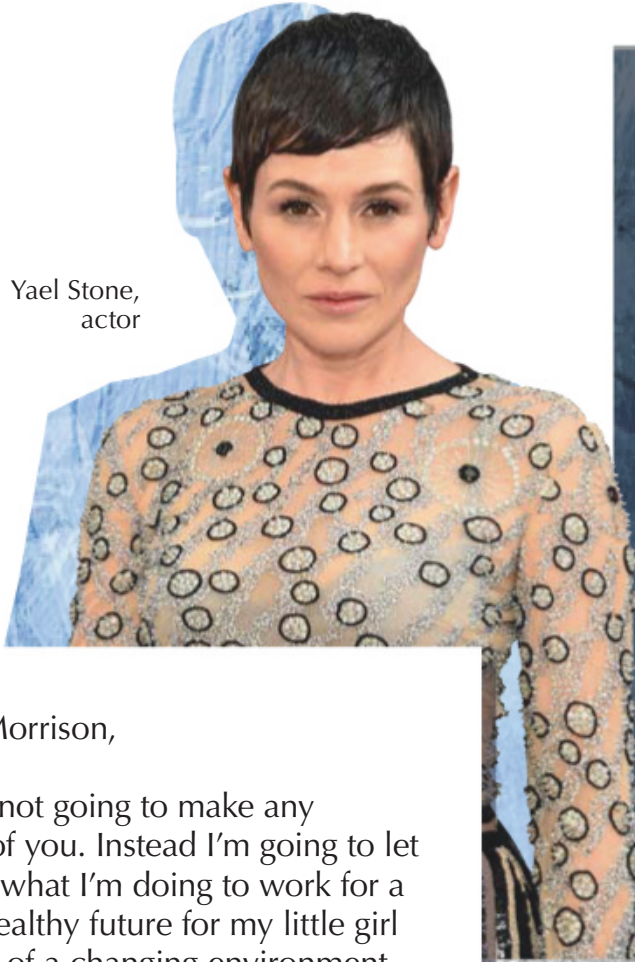 Yael Stone,
actor
Morrison,
not going to make any
of you. Instead I'm going to let
what I'm doing to work for a
ealthy future for my little girl
of a changing environment